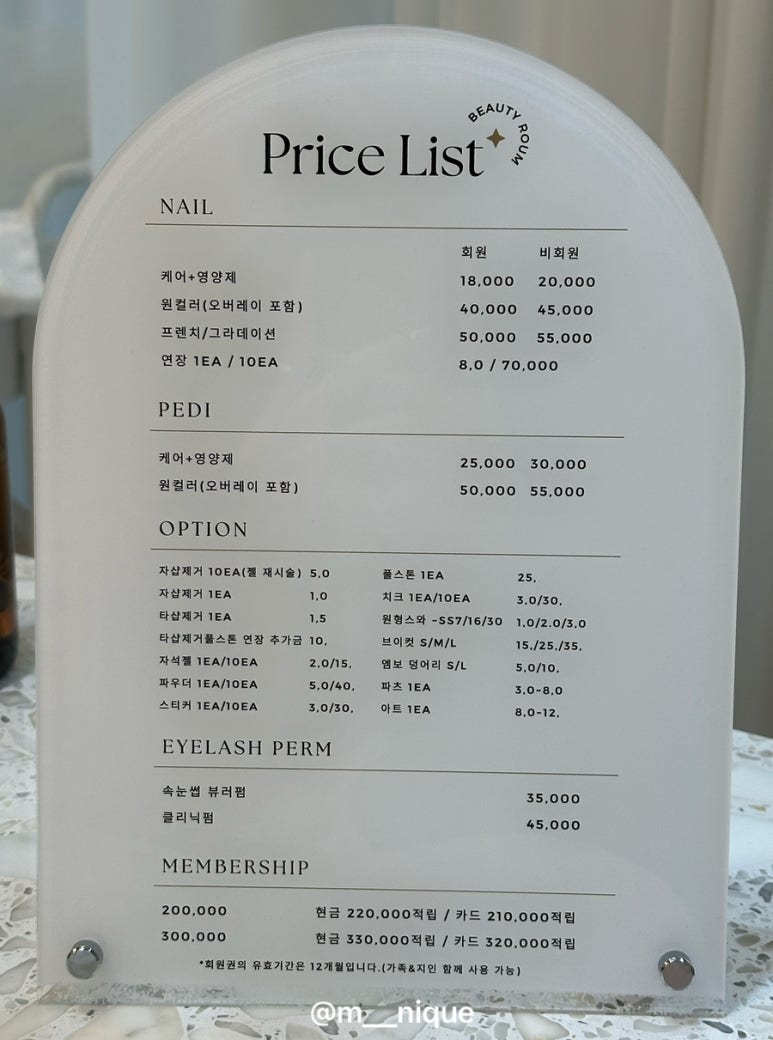 BEAUTY ROUM
Price List
NAIL
회원 비회원
케어+영양제 18,000 20,000
원컬러(오버레이 포함) 40,000 45,000
프렌치/그라데이션 50,000 55,000
연장 1EA / 10EA 8.0 / 70,000
PEDI
케어+영양제 25,000 30,000
원컬러(오버레이 포함) 50,000 55,000
OPTION
자샵제거 10EA(젤 재시술) 5.0 풀스톤 1EA 25.
자샵제거 1EA 1.0 치크 1EA/10EA 3.0/30.
타샵제거 1EA 1.5 원형스와 ~SS7/16/30 1.0/2.0/3.0
타샵제거풀스톤 연장 추가금 10. 브이컷 S/M/L 15./25./35.
자석젤 1EA/10EA 2.0/15. 엠보 덩어리 S/L 5.0/10.
파우더 1EA/10EA 5.0/40. 파츠 1EA 3.0~8.0
스티커 1EA/10EA 3.0/30. 아트 1EA 8.0~12.
EYELASH PERM
속눈썹 뷰러펌 35,000
클리닉펌 45,000
MEMBERSHIP
200,000 현금 220,000적립 / 카드 210,000적립
300,000 현금 330,000적립 / 카드 320,000적립
*회원권의 유효기간은 12개월입니다.(가족&지인 함께 사용 가능)
@m__nique